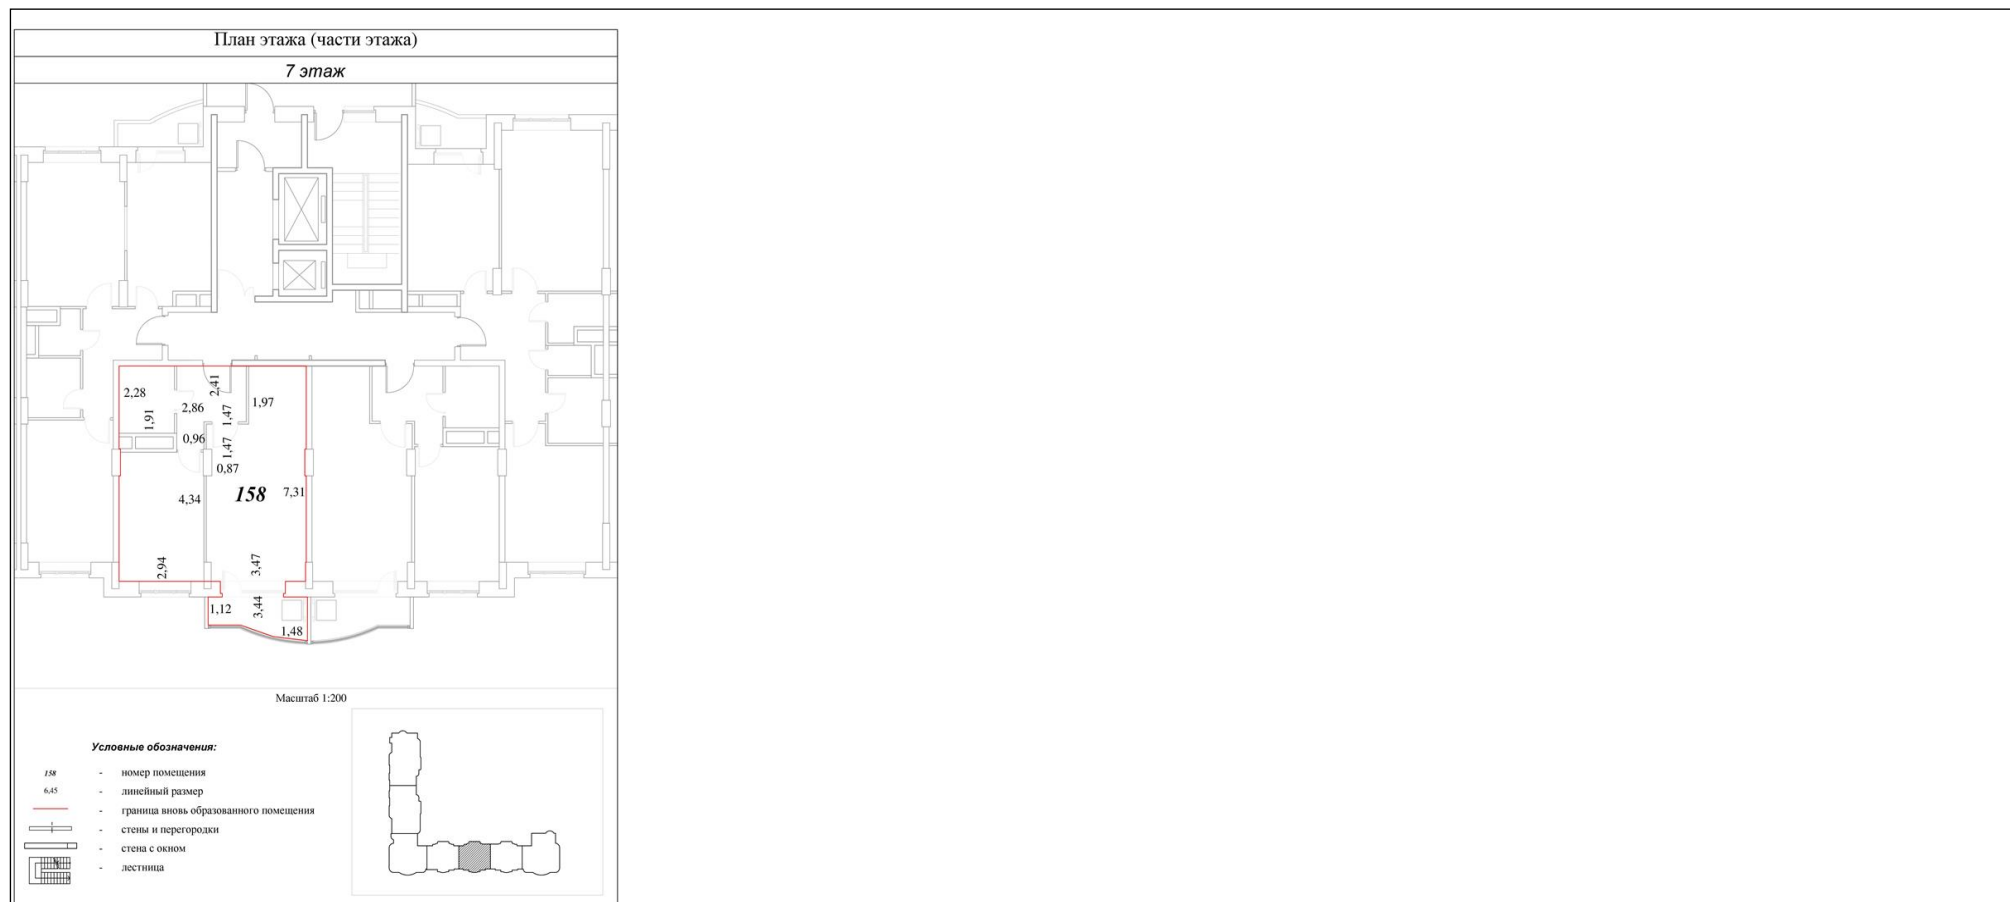 План этажа (части этажа)
7 этаж
2,28
2,41
1,97
2,86
1,47
1,91
0,96
1,47
0,87
158
7,31
4,34
2,94
3,47
1,12
3,44
1,48
Масштаб 1:200
Условные обозначения:
158 - номер помещения
6,45 - линейный размер
- граница вновь образованного помещения
- стены и перегородки
- стена с окном
- лестница